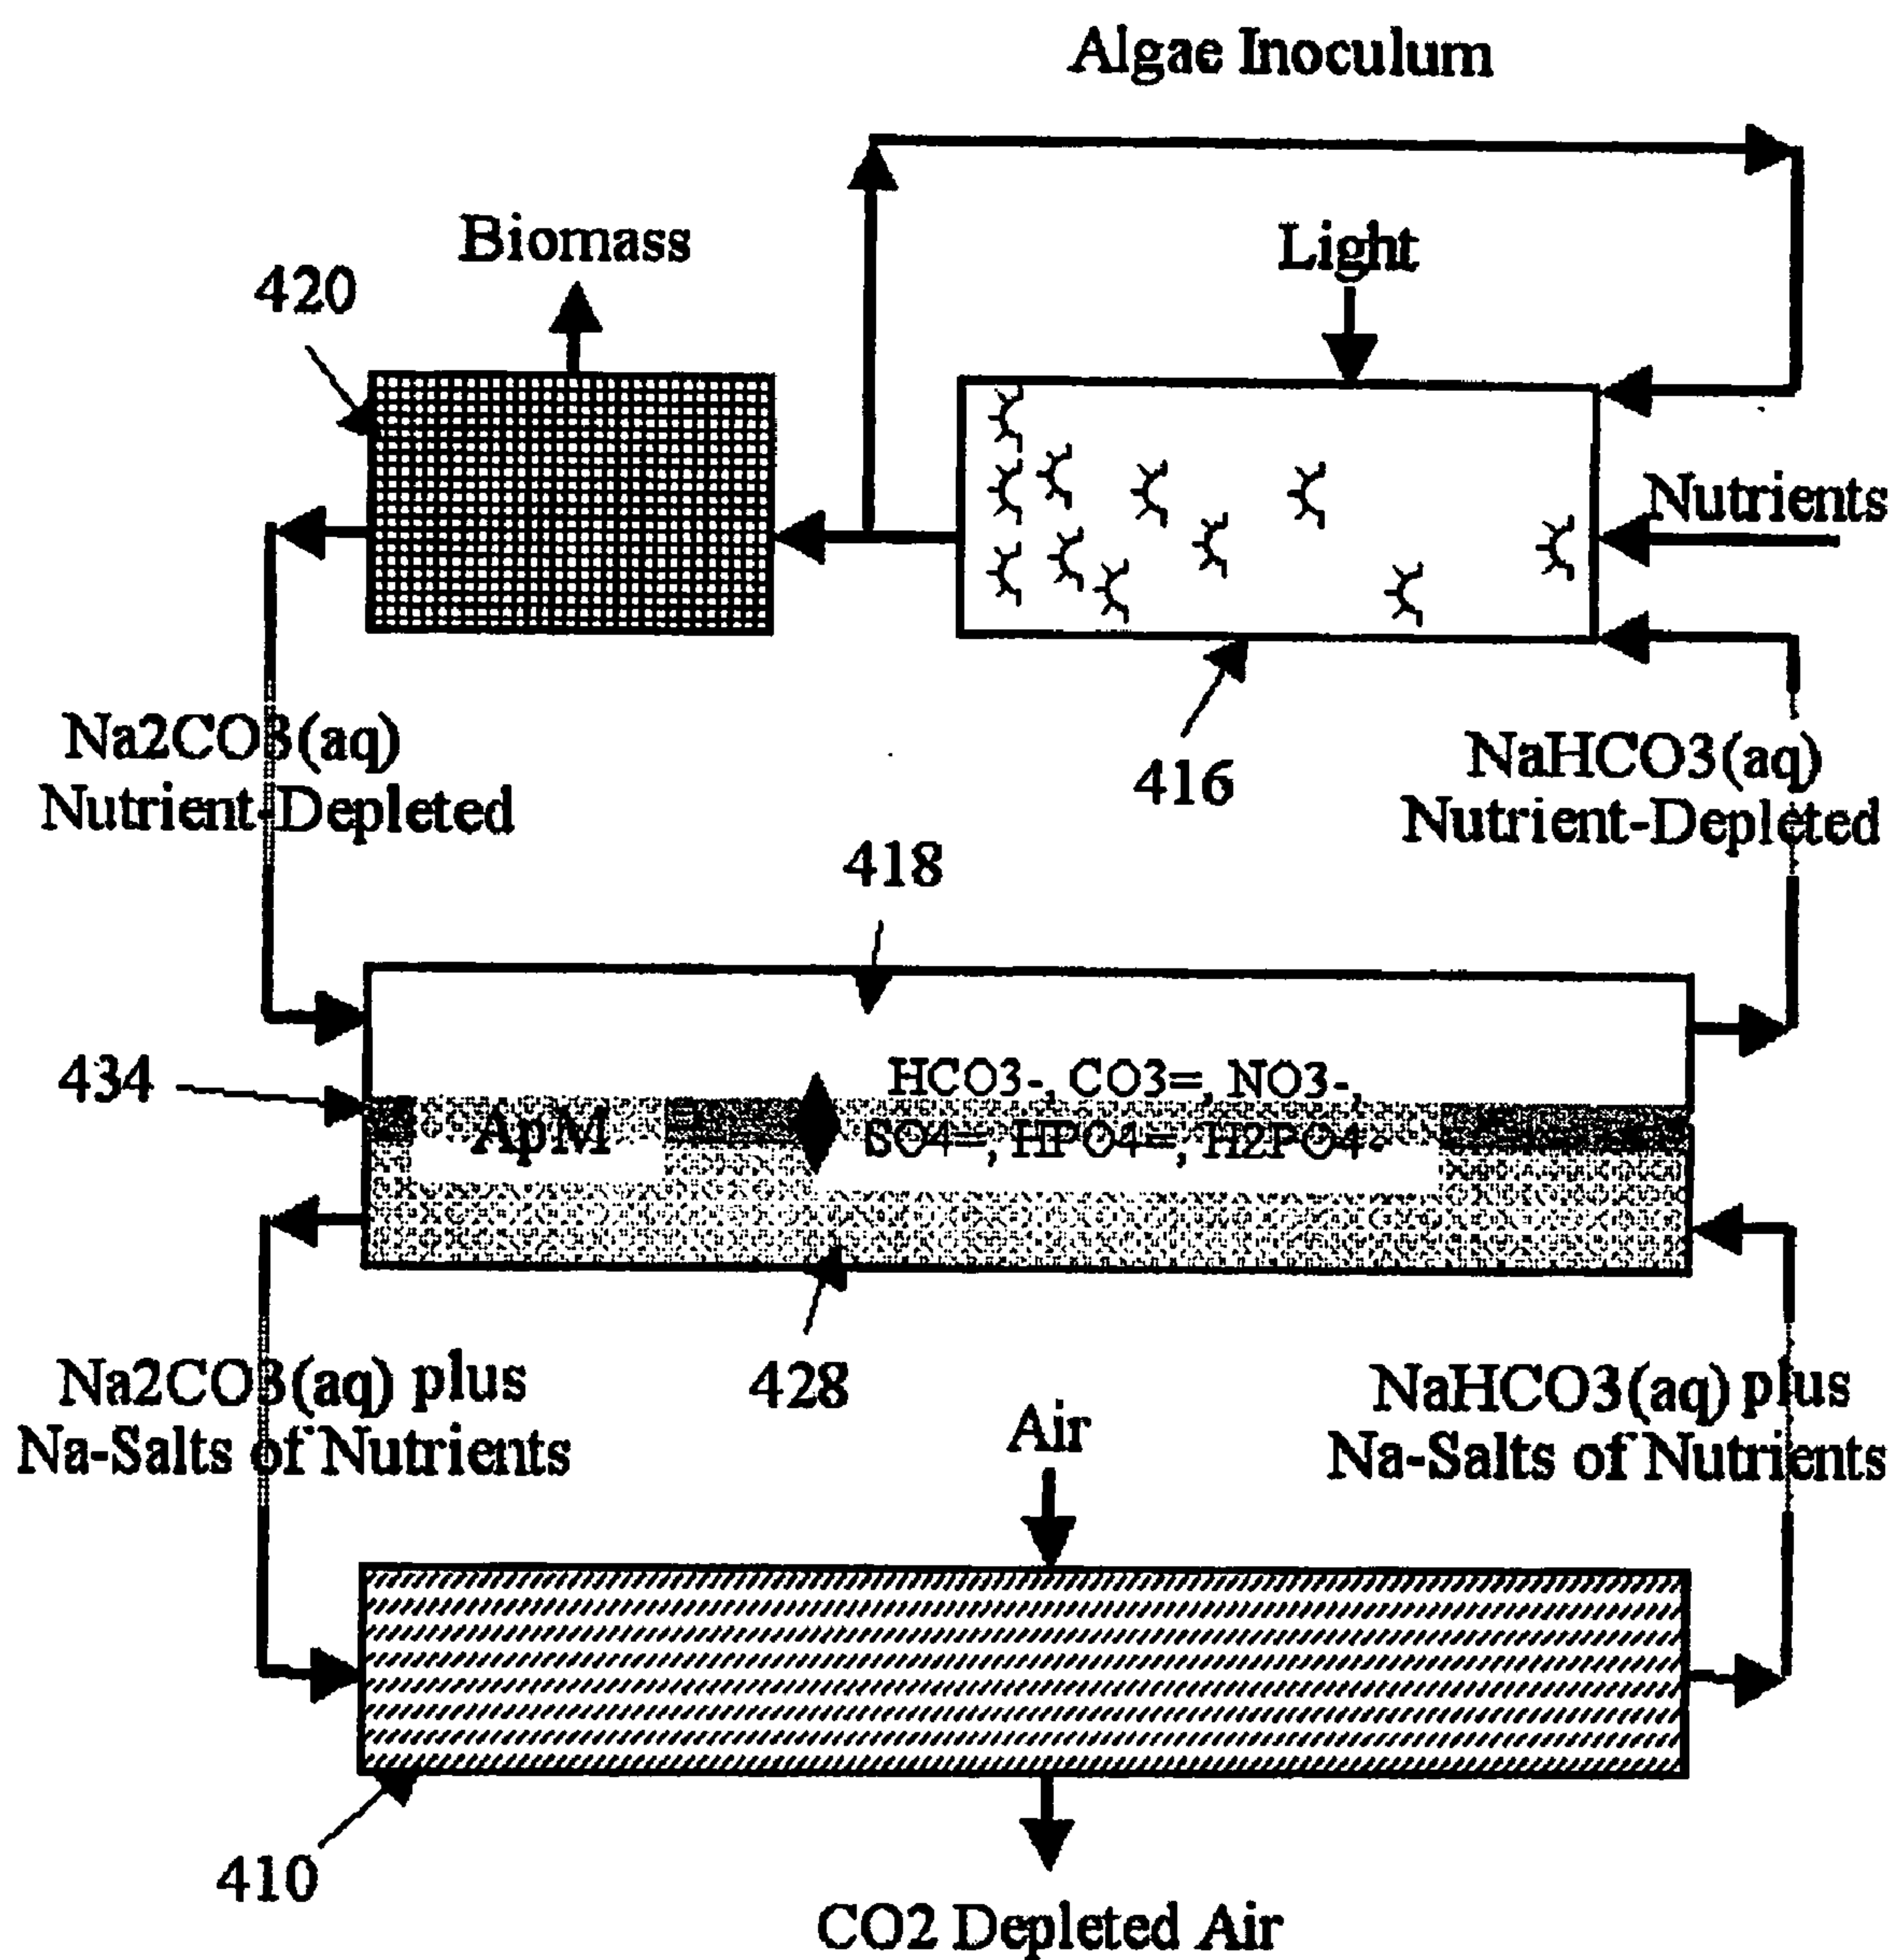 Algae Inoculum
Biomass
Light
420
Nutrients
Na2CO3(aq)
Nutrient-Depleted
416
NaHCO3(aq)
Nutrient-Depleted
418
434
HCO3-, CO3=, NO3-,
ApM
SO4=, HPO4=, H2PO4-
Na2CO3(aq) plus
Na-Salts of Nutrients
428
Air
NaHCO3(aq) plus
Na-Salts of Nutrients
410
CO2 Depleted Air